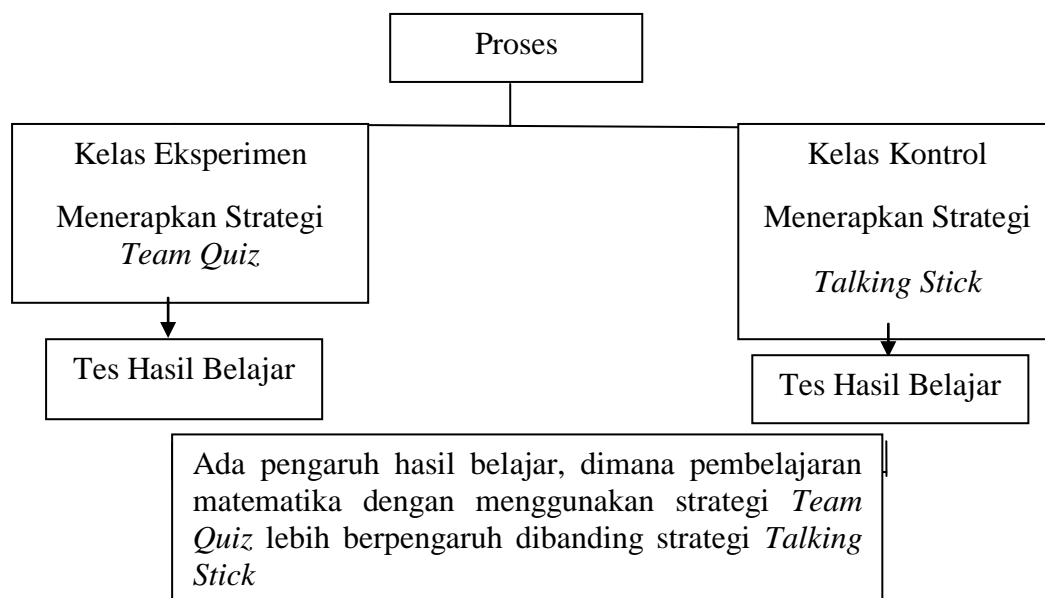 Proses
Kelas Eksperimen
Menerapkan Strategi
Team Quiz
Kelas Kontrol
Menerapkan Strategi
Talking Stick
Tes Hasil Belajar
Tes Hasil Belajar
Ada pengaruh hasil belajar, dimana pembelajaran
matematika dengan menggunakan strategi Team
Quiz lebih berpengaruh dibanding strategi Talking
Stick